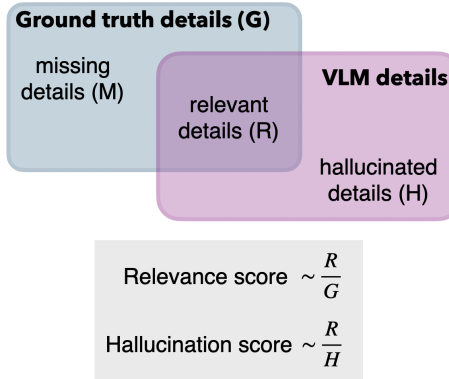 Ground truth details (G)
missing
details (M)
VLM details
relevant
details (R)
hallucinated
details (H)
Relevance score ~ R/G
Hallucination score ~ R/H